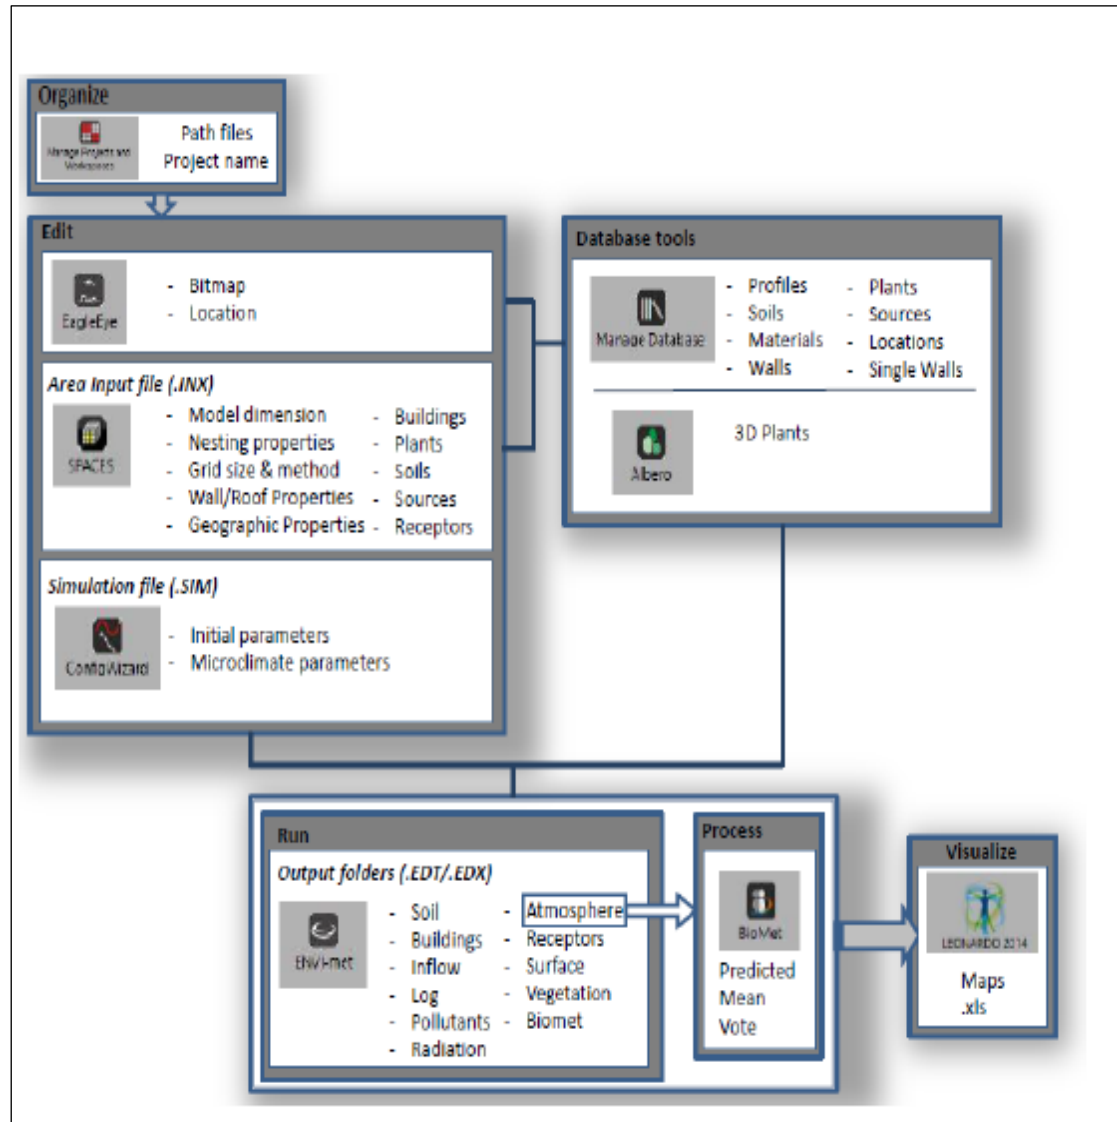 Organize
Manage Projects and
Workspaces
Path files
Project name
Edit
EagleEye
- Bitmap
- Location
Area Input file (.INX)
SPACES
- Model dimension
- Nesting properties
- Grid size & method
- Wall/Roof Properties
- Geographic Properties
- Buildings
- Plants
- Soils
- Sources
- Receptors
Simulation file (.SIM)
ConfigWizard
- Initial parameters
- Microclimate parameters
Database tools
Manage Database
- Profiles
- Soils
- Materials
- Walls
- Plants
- Sources
- Locations
- Single Walls
Albero
3D Plants
Run
Output folders (.EDT/.EDX)
ENVI-met
- Soil
- Buildings
- Inflow
- Log
- Pollutants
- Radiation
- Atmosphere
- Receptors
- Surface
- Vegetation
- Biomet
Process
BioMet
Predicted
Mean
Vote
Visualize
LEONARDO 2014
Maps
.xls